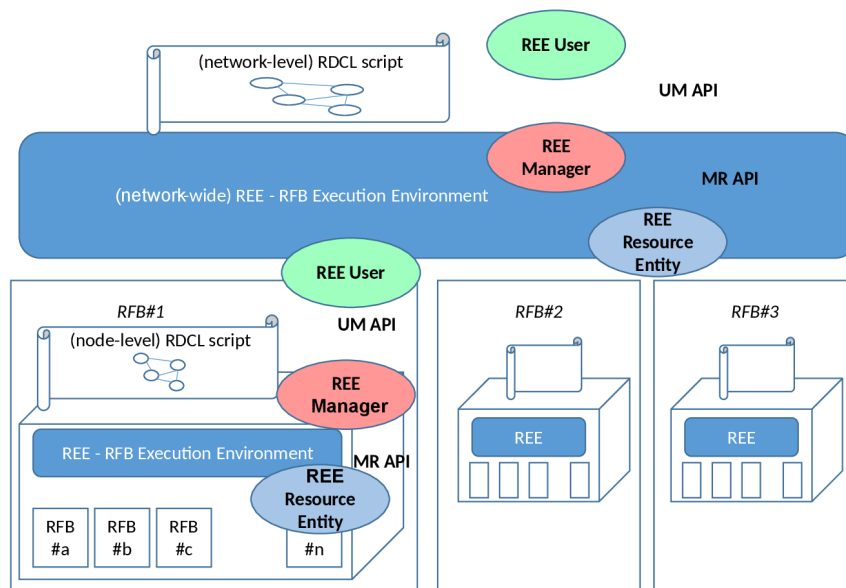 REE User
(network-level) RDCL script
UM API
REE
Manager
MR API
(network-wide) REE - RFB Execution Environment
REE
Resource
Entity
REE User
RFB#1
RFB#2
RFB#3
UM API
(node-level) RDCL script
REE
Manager
REE - RFB Execution Environment
MR API
REE
REE
REE
Resource
Entity
RFB
#a
RFB
#b
RFB
#c
#n